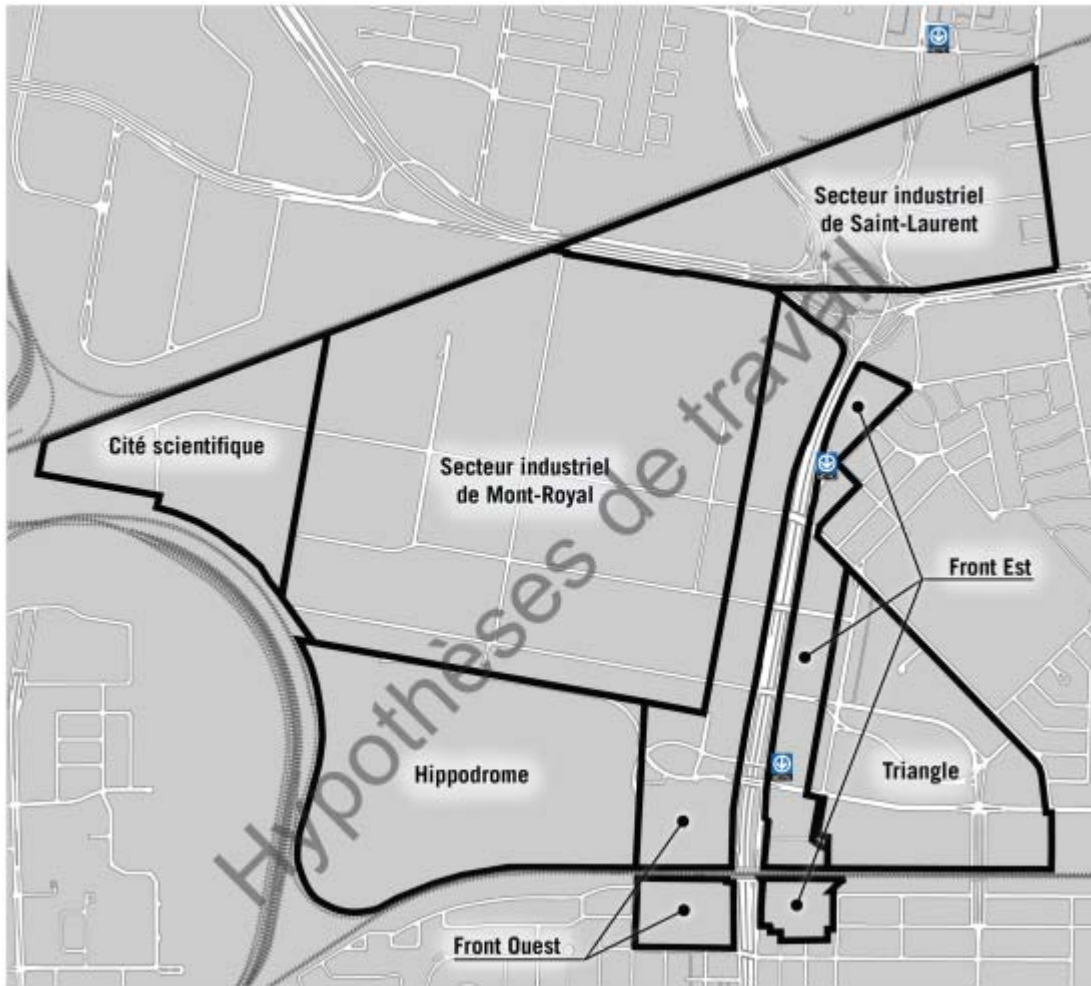 Secteur industriel
de Saint-Laurent
Cité scientifique
Secteur industriel
de Mont-Royal
Front Est
Hippodrome
Triangle
Front Ouest
Hypothèses de travail